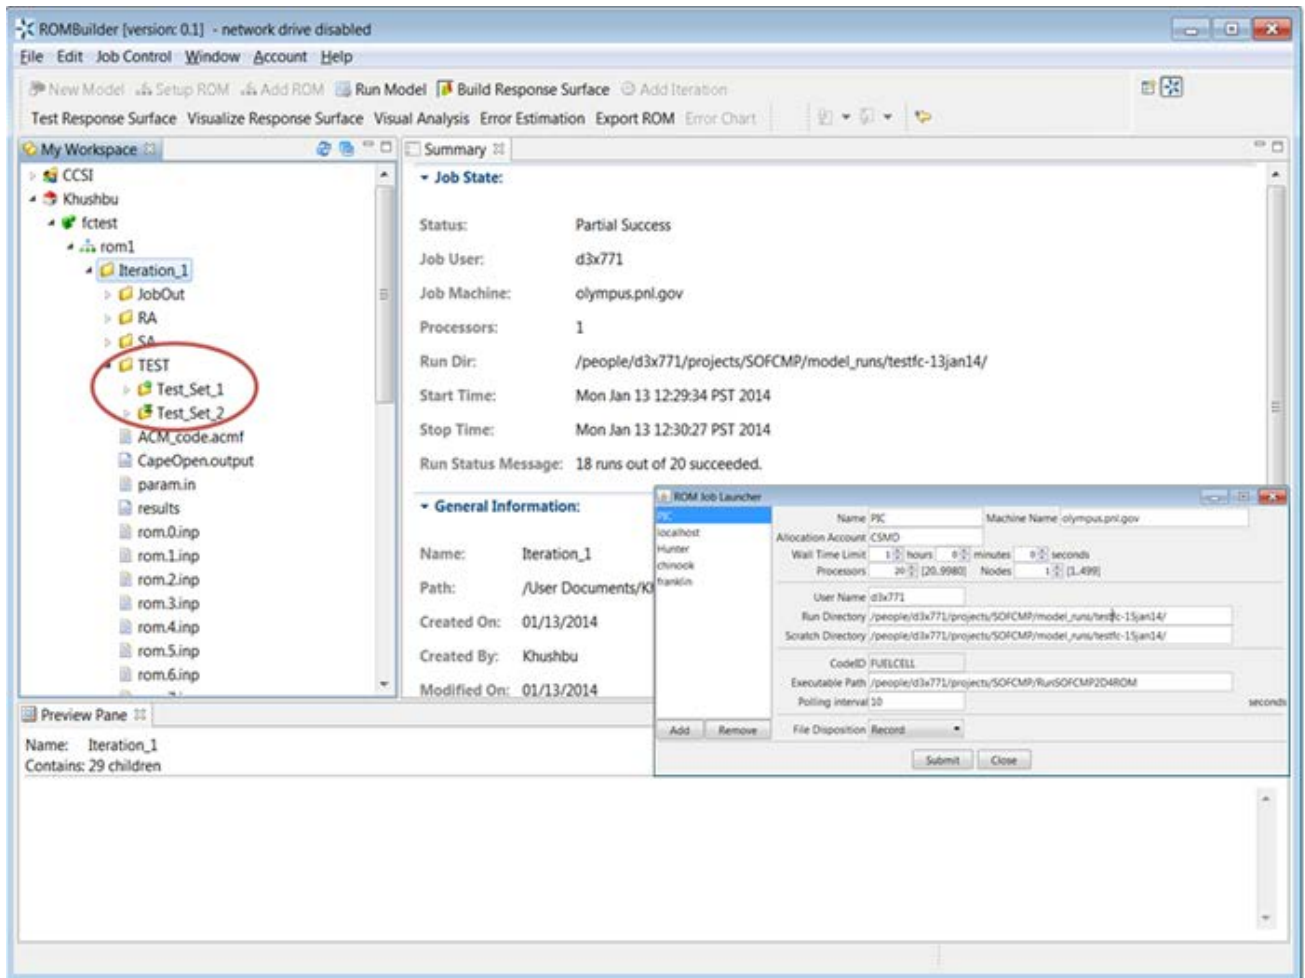 ROMBuilder [version: 0.1] - network drive disabled
File Edit Job Control Window Account Help
New Model Setup ROM Add ROM Run Model Build Response Surface Add Iteration
Test Response Surface Visualize Response Surface Visual Analysis Error Estimation Export ROM Error Chart
My Workspace
CCSI
Khushbu
fctest
rom1
Iteration_1
JobOut
RA
SA
TEST
Test_Set_1
Test_Set_2
ACM_code.acmf
CapeOpen.output
param.in
results
rom.0.inp
rom.1.inp
rom.2.inp
rom.3.inp
rom.4.inp
rom.5.inp
rom.6.inp
Summary
Job State:
Status: Partial Success
Job User: d3x771
Job Machine: olympus.pnl.gov
Processors: 1
Run Dir: /people/d3x771/projects/SOFCMP/model_runs/testfc-13jan14/
Start Time: Mon Jan 13 12:29:34 PST 2014
Stop Time: Mon Jan 13 12:30:27 PST 2014
Run Status Message: 18 runs out of 20 succeeded.
General Information:
Name: Iteration_1
Path: /User Documents/Kh
Created On: 01/13/2014
Created By: Khushbu
Modified On: 01/13/2014
ROM Job Launcher
PIC
localhost
Hunter
chinook
franklin
Add Remove
Name PIC Machine Name olympus.pnl.gov
Allocation Account CSMO
Wall Time Limit 1 hours 0 minutes 0 seconds
Processors 20 [20..9980] Nodes 1 [1..499]
User Name d3x771
Run Directory /people/d3x771/projects/SOFCMP/model_runs/testfc-15jan14/
Scratch Directory /people/d3x771/projects/SOFCMP/model_runs/testfc-15jan14/
CodeID FUELCELL
Executable Path /people/d3x771/projects/SOFCMP/RunSOFCMP2D4ROM
Polling interval 10 seconds
File Disposition Record
Submit Close
Preview Pane
Name: Iteration_1
Contains: 29 children